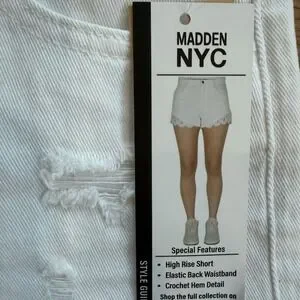 MADDEN
NYC
Special Features
• High Rise Short
• Elastic Back Waistband
• Crochet Hem Detail
Shop the full collection on
STYLE GUI